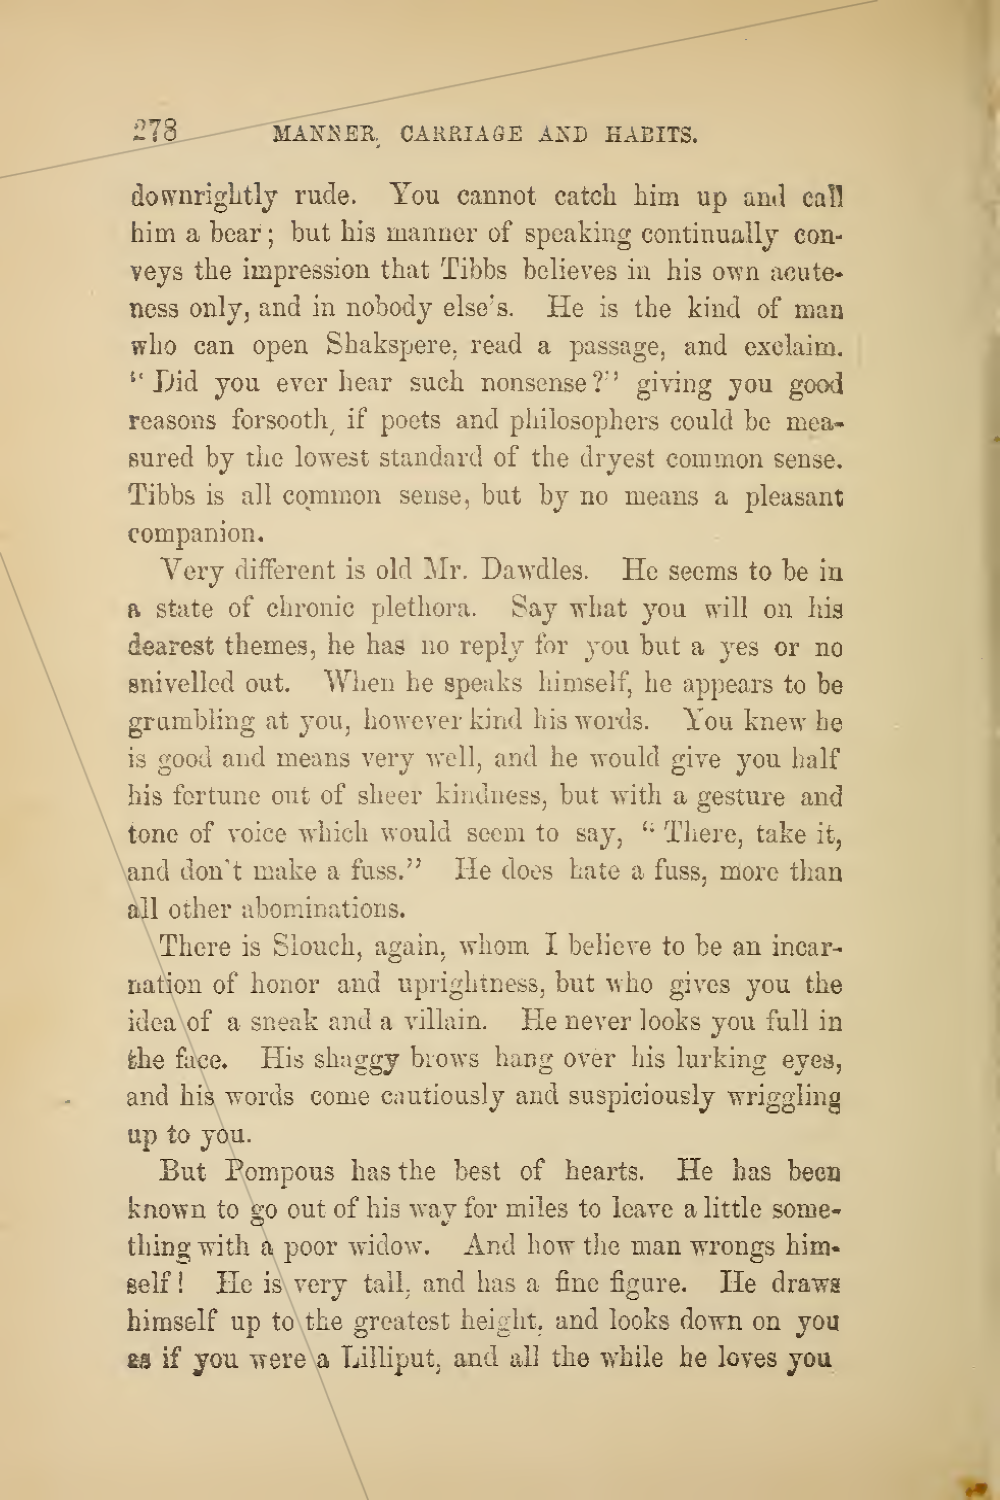 278
MANNER, CARRIAGE AND HABITS.
downrightly rude. You cannot catch him up and call
him a bear; but his manner of speaking continually con-
veys the impression that Tibbs believes in his own acute-
ness only, and in nobody else's. He is the kind of man
who can open Shakspere, read a passage, and exclaim.
"Did you ever hear such nonsense?" giving you good
reasons forsooth, if poets and philosophers could be mea-
sured by the lowest standard of the dryest common sense.
Tibbs is all common sense, but by no means a pleasant
companion.
Very different is old Mr. Dawdles. He seems to be in
a state of chronic plethora. Say what you will on his
dearest themes, he has no reply for you but a yes or no
snivelled out. When he speaks himself, he appears to be
grumbling at you, however kind his words. You knew he
is good and means very well, and he would give you half
his fortune out of sheer kindness, but with a gesture and
tone of voice which would seem to say, "There, take it,
and don't make a fuss." He does hate a fuss, more than
all other abominations.
There is Slouch, again, whom I believe to be an incar-
nation of honor and uprightness, but who gives you the
idea of a sneak and a villain. He never looks you full in
the face. His shaggy brows hang over his lurking eyes,
and his words come cautiously and suspiciously wriggling
up to you.
But Pompous has the best of hearts. He has been
known to go out of his way for miles to leave a little some-
thing with a poor widow. And how the man wrongs him-
self! He is very tall, and has a fine figure. He draws
himself up to the greatest height, and looks down on you
as if you were a Lilliput, and all the while he loves you